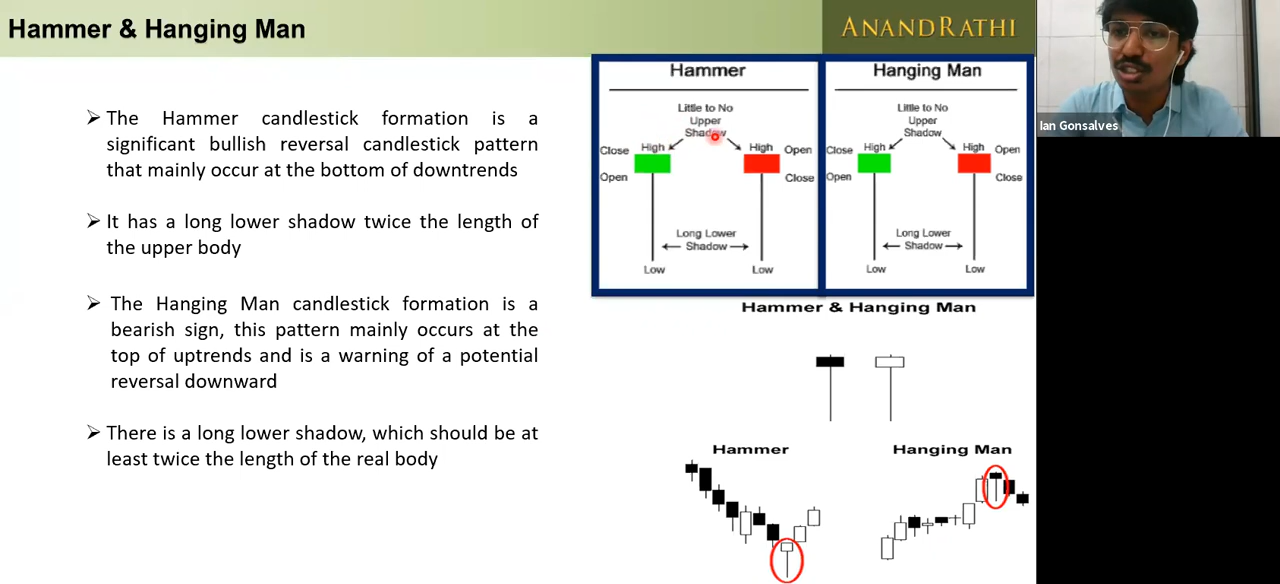 Hammer & Hanging Man
ANANDRATHI
Ian Gonsalves
➢ The Hammer candlestick formation is a
significant bullish reversal candlestick pattern
that mainly occur at the bottom of downtrends
➢ It has a long lower shadow twice the length of
the upper body
➢ The Hanging Man candlestick formation is a
bearish sign, this pattern mainly occurs at the
top of uptrends and is a warning of a potential
reversal downward
➢ There is a long lower shadow, which should be at
least twice the length of the real body
Hammer
Little to No
Upper
Shadow
Close High High Open
Open Close
Long Lower
Shadow
Low Low
Hanging Man
Little to No
Upper
Shadow
Close High High Open
Open Close
Long Lower
Shadow
Low Low
Hammer & Hanging Man
Hammer Hanging Man